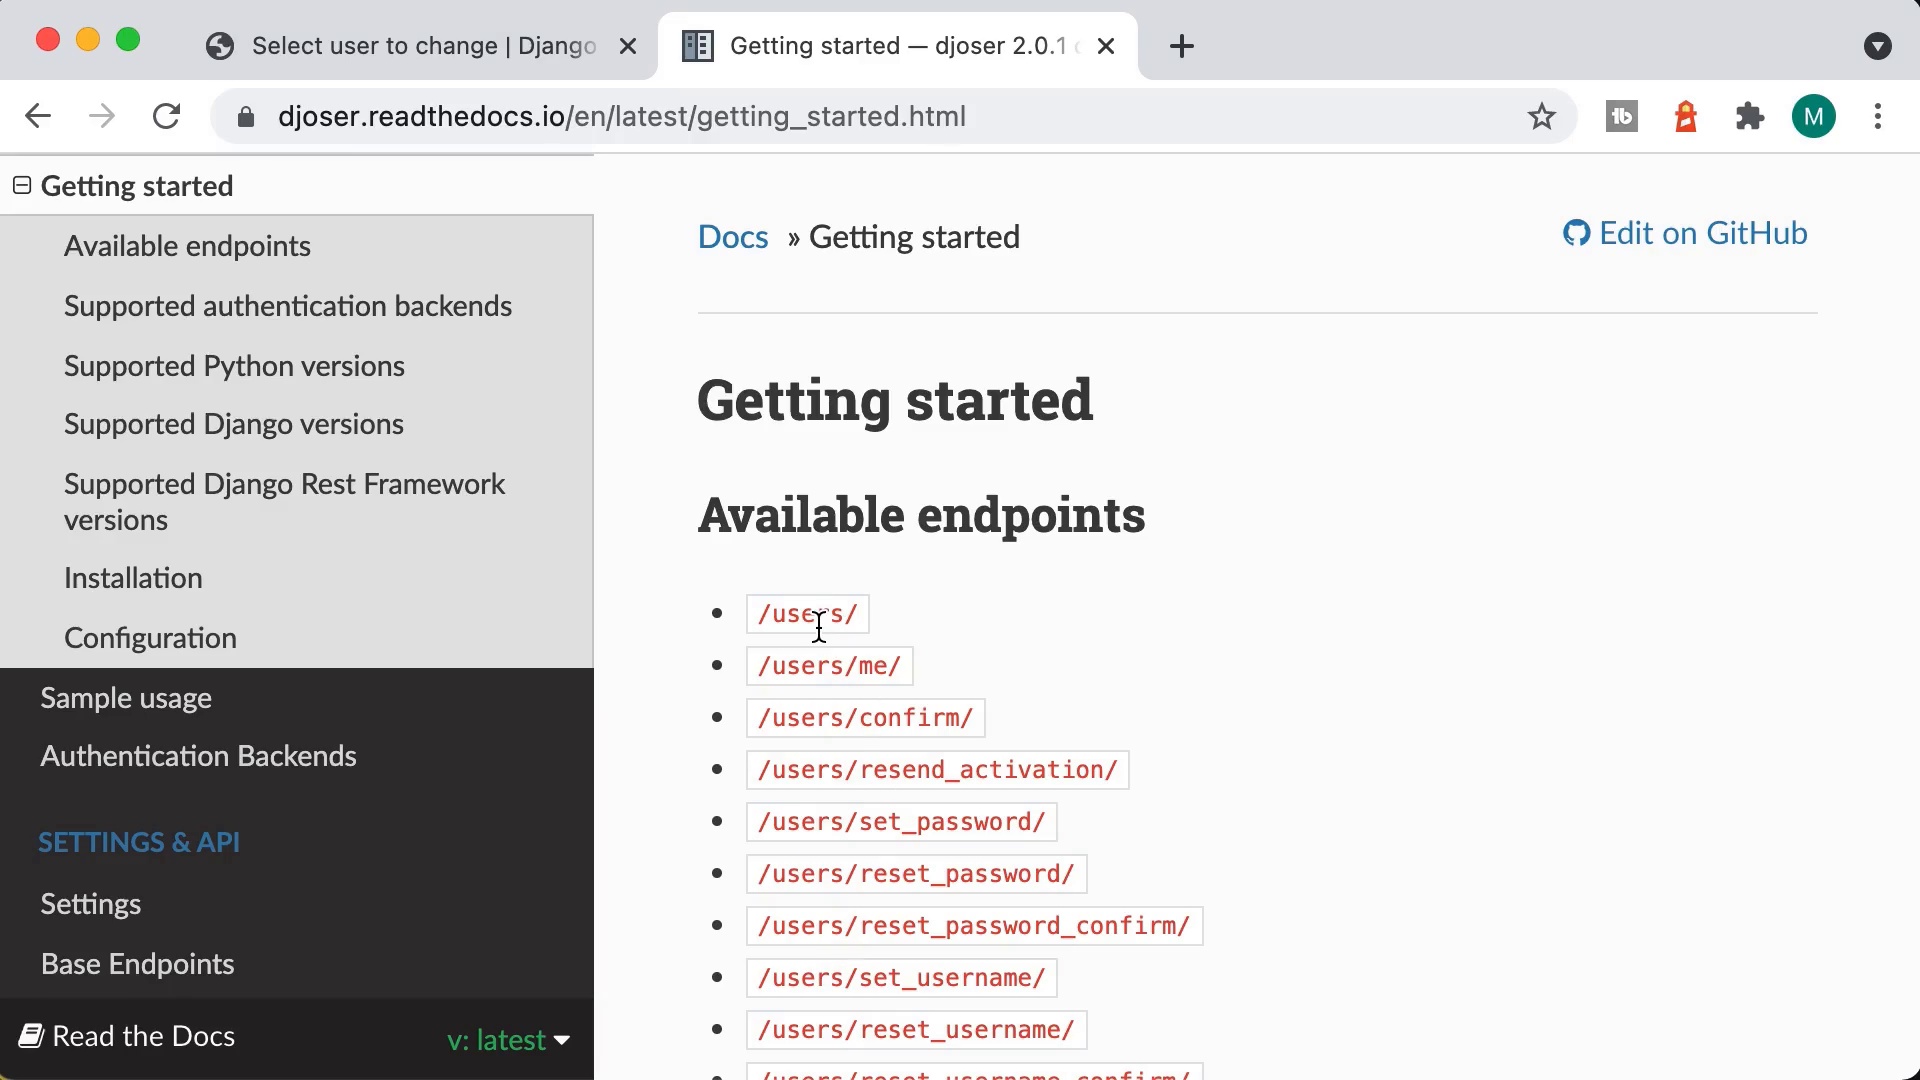 Select user to change | Django
Getting started — djoser 2.0.1
djoser.readthedocs.io/en/latest/getting_started.html
M
Getting started
Available endpoints
Supported authentication backends
Supported Python versions
Supported Django versions
Supported Django Rest Framework
versions
Installation
Configuration
Sample usage
Authentication Backends
SETTINGS & API
Settings
Base Endpoints
Read the Docs
v: latest
Docs » Getting started
Edit on GitHub
Getting started
Available endpoints
/users/
/users/me/
/users/confirm/
/users/resend_activation/
/users/set_password/
/users/reset_password/
/users/reset_password_confirm/
/users/set_username/
/users/reset_username/
/users/reset_username_confirm/